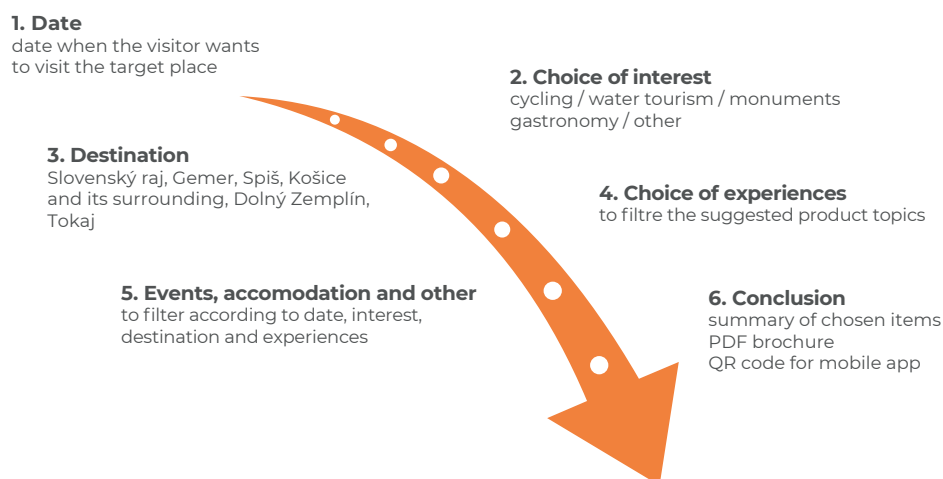 1. Date
date when the visitor wants
to visit the target place
2. Choice of interest
cycling / water tourism / monuments
gastronomy / other
3. Destination
Slovenský raj, Gemer, Spiš, Košice
and its surrounding, Dolný Zemplín,
Tokaj
4. Choice of experiences
to filtre the suggested product topics
5. Events, accomodation and other
to filter according to date, interest,
destination and experiences
6. Conclusion
summary of chosen items
PDF brochure
QR code for mobile app